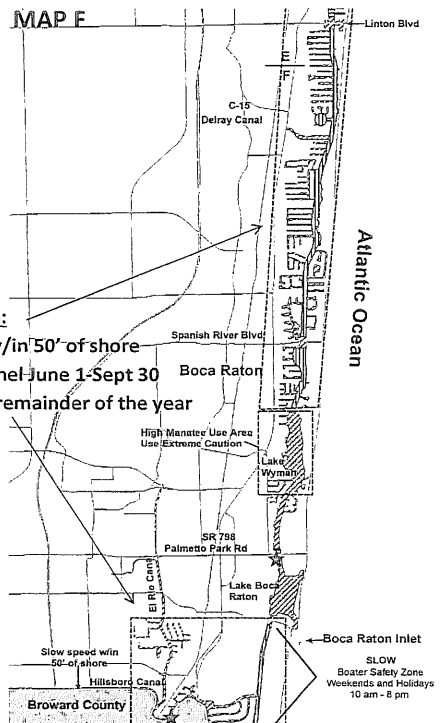 MAP F
Linton Blvd
E
F
C-15
Delray Canal
Atlantic Ocean
:
/in 50' of shore
nel June 1-Sept 30
remainder of the year
Spanish River Blvd
Boca Raton
High Manatee Use Area
Use Extreme Caution
Lake
Wyman
SR 798
Palmetto Park Rd
El Rio Canal
Lake Boca
Raton
Boca Raton Inlet
Slow speed w/in
50' of shore
Hillsboro Canal
Broward County
SLOW
Boater Safety Zone
Weekends and Holidays
10 am - 8 pm